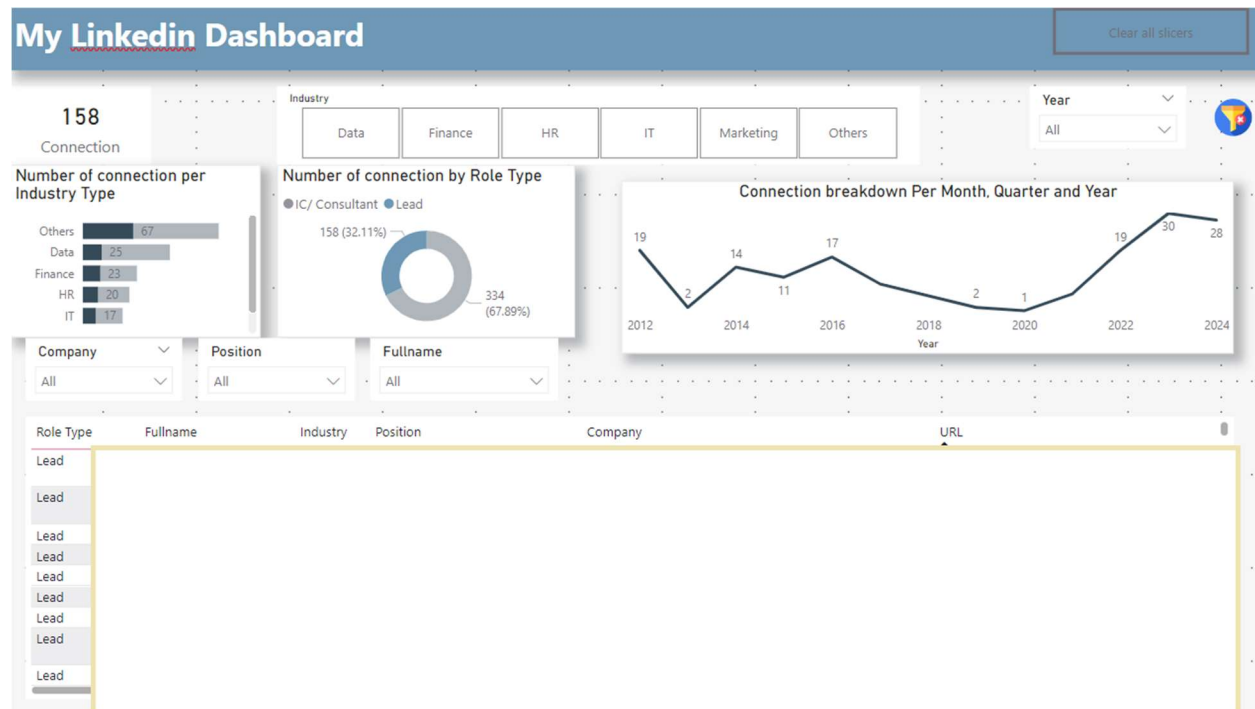 My Linkedin Dashboard
Clear all slicers
158
Connection
Industry
Data
Finance
HR
IT
Marketing
Others
Year
All
Number of connection per
Industry Type
Others 67
Data 25
Finance 23
HR 20
IT 17
Number of connection by Role Type
IC/ Consultant Lead
158 (32.11%)
334
(67.89%)
Connection breakdown Per Month, Quarter and Year
19
2
14
11
17
2
1
19
30
28
2012 2014 2016 2018 2020 2022 2024
Year
Company
All
Position
All
Fullname
All
Role Type Fullname Industry Position Company URL
Lead
Lead
Lead
Lead
Lead
Lead
Lead
Lead
Lead